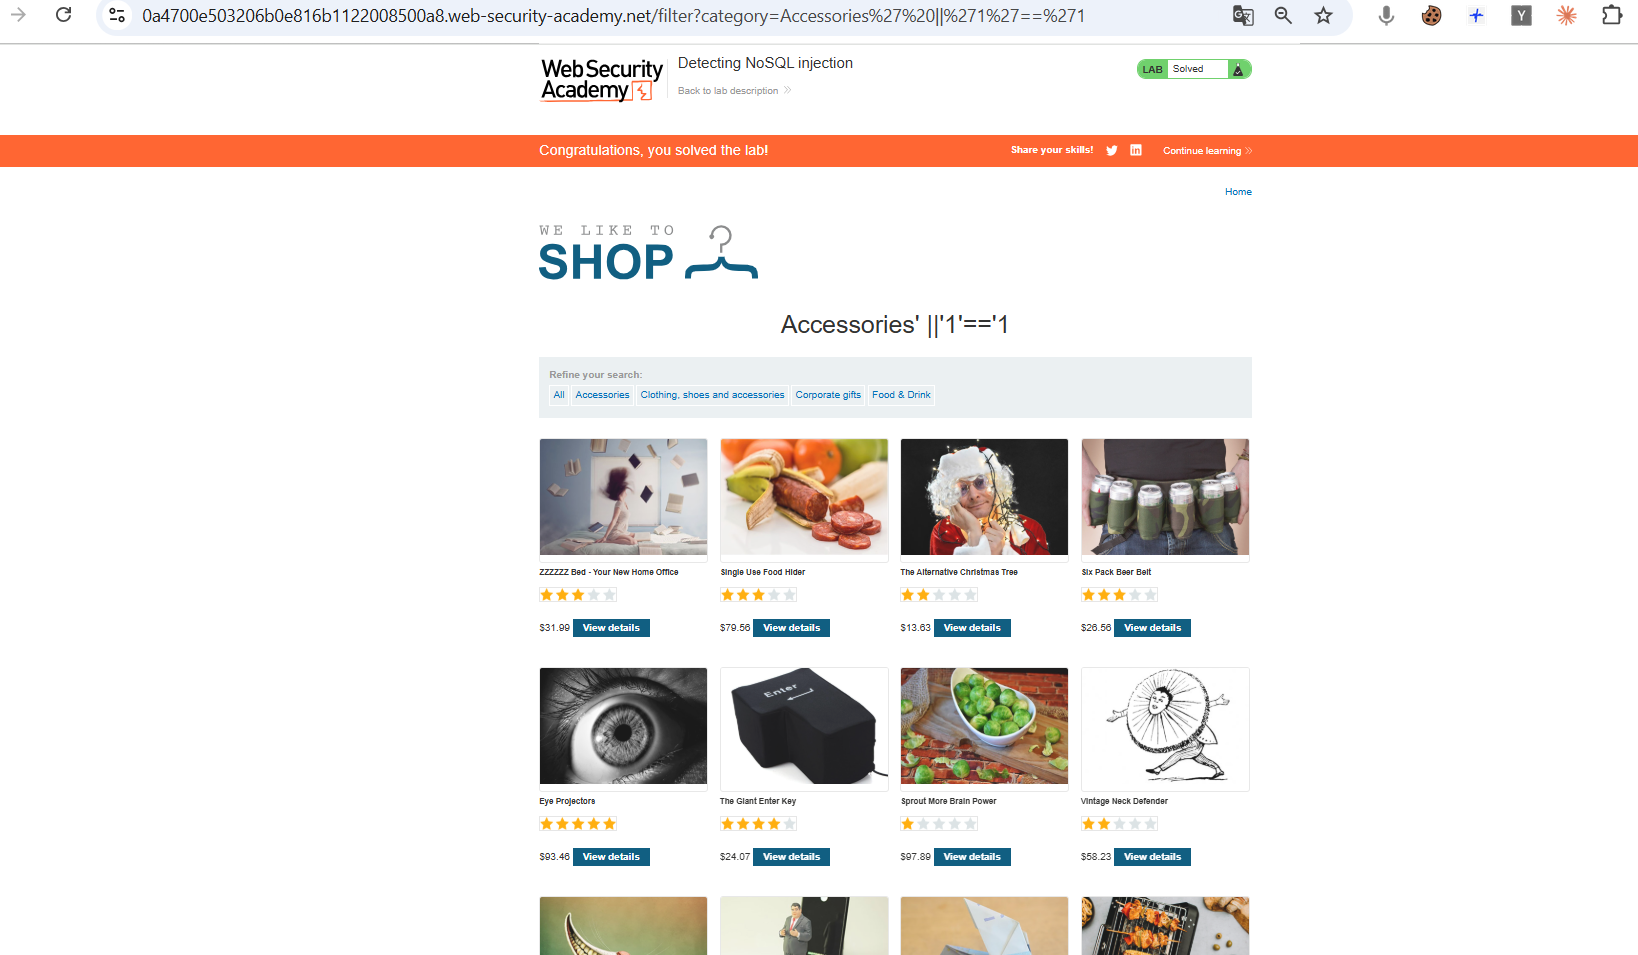 0a4700e503206b0e816b1122008500a8.web-security-academy.net/filter?category=Accessories%27%20||%271%27==%271
Y
Web Security
Academy
Detecting NoSQL injection
Back to lab description
LAB Solved
Congratulations, you solved the lab!
Share your skills!
Continue learning
Home
WE LIKE TO
SHOP
Accessories' ||'1'=='1
Refine your search:
All Accessories Clothing, shoes and accessories Corporate gifts Food & Drink
ZZZZZZ Bed - Your New Home Office
Single Use Food Hider
The Alternative Christmas Tree
Six Pack Beer Belt
$31.99 View details
$79.56 View details
$13.63 View details
$26.56 View details
Enter
Eye Projectors
The Giant Enter Key
Sprout More Brain Power
Vintage Neck Defender
$93.46 View details
$24.07 View details
$97.89 View details
$58.23 View details